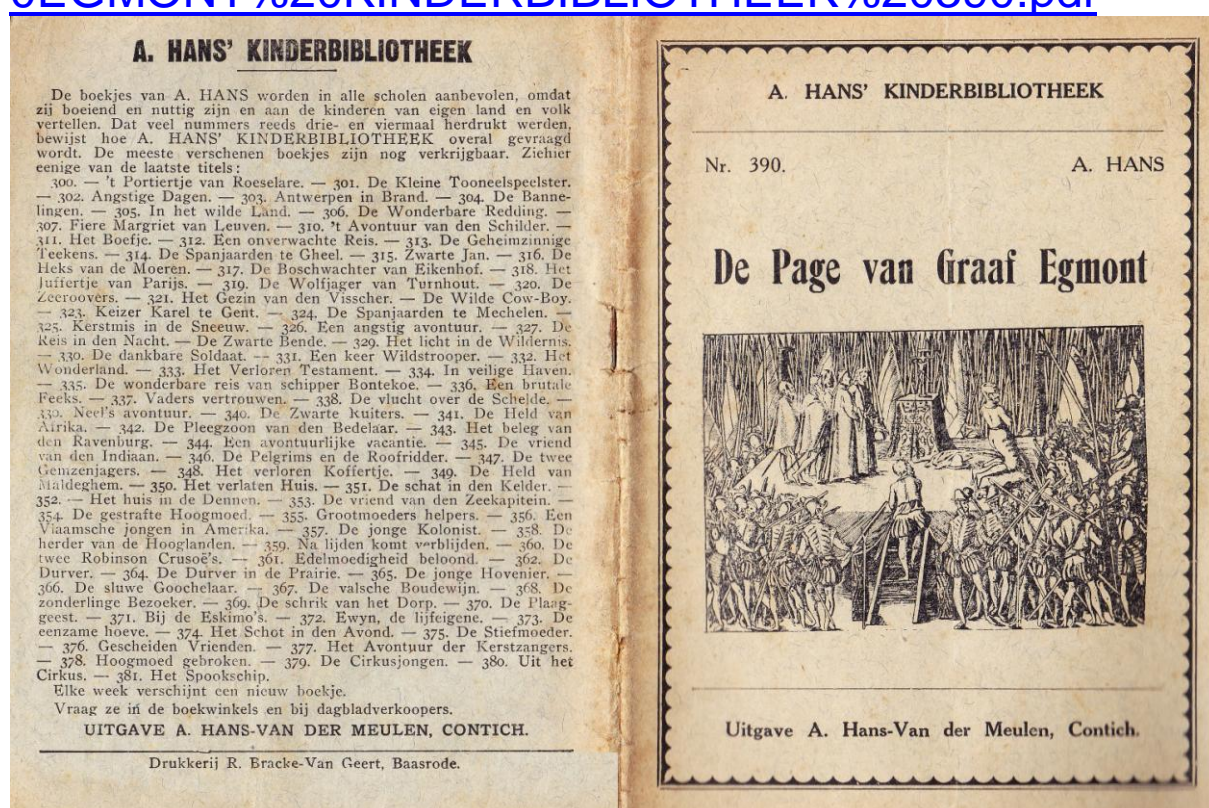 0EGMONT%20KINDERBIBLIOTHEEK%20390.pdf
A. HANS' KINDERBIBLIOTHEEK
De boekjes van A. HANS worden in alle scholen aanbevolen, omdat
zij boeiend en nuttig zijn en aan de kinderen van eigen land en volk
vertellen. Dat veel nummers reeds drie- en viermaal herdrukt werden,
bewijst hoe A. HANS' KINDERBIBLIOTHEEK overal gevraagd
wordt. De meeste verschenen boekjes zijn nog verkrijgbaar. Ziehier
eenige van de laatste titels:
300. — 't Portiertje van Roeselare. — 301. De Kleine Tooneelspeelster.
— 302. Angstige Dagen. — 303. Antwerpen in Brand. — 304. De Banne-
lingen. — 305. In het wilde Land. — 306. De Wonderbare Redding. —
307. Fiere Margriet van Leuven. — 310. 't Avontuur van den Schilder. —
311. Het Boefje. — 312. Een onverwachte Reis. — 313. De Geheimzinnige
Teekens. — 314. De Spanjaarden te Gheel. — 315. Zwarte Jan. — 316. De
Heks van de Moeren. — 317. De Boschwachter van Eikenhof. — 318. Het
Juffertje van Parijs. — 319. De Wolfjager van Turnhout. — 320. De
Zeeroovers. — 321. Het Gezin van den Visscher. — De Wilde Cow-Boy.
— 323. Keizer Karel te Gent. — 324. De Spanjaarden te Mechelen. —
325. Kerstmis in de Sneeuw. — 326. Een angstig avontuur. — 327. De
Reis in den Nacht. — De Zwarte Bende. — 329. Het licht in de Wildernis.
— 330. De dankbare Soldaat. — 331. Een keer Wildstrooper. — 332. Het
Wonderland. — 333. Het Verloren Testament. — 334. In veilige Haven.
— 335. De wonderbare reis van schipper Bontekoe. — 336. Een brutale
Feeks. — 337. Vaders vertrouwen. — 338. De vlucht over de Schelde. —
339. Neel's avontuur. — 340. De Zwarte Ruiters. — 341. De Held van
Afrika. — 342. De Pleegzoon van den Bedelaar. — 343. Het beleg van
den Ravenburg. — 344. Een avontuurlijke vacantie. — 345. De vriend
van den Indiaan. — 346. De Pelgrims en de Roofridder. — 347. De twee
Gemzenjagers. — 348. Het verloren Koffertje. — 349. De Held van
Maldeghem. — 350. Het verlaten Huis. — 351. De schat in den Kelder. —
352. — Het huis in de Dennen. — 353. De vriend van den Zeekapitein. —
354. De gestrafte Hoogmoed. — 355. Grootmoeders helpers. — 356. Een
Vlaamsche jongen in Amerika. — 357. De jonge Kolonist. — 358. De
herder van de Hooglanden. — 359. Na lijden komt verblijden. — 360. De
twee Robinson Crusoë's. — 361. Edelmoedigheid beloond. — 362. De
Durver. — 364. De Durver in de Prairie. — 365. De jonge Hovenier. —
366. De sluwe Goochelaar. — 367. De valsche Boudewijn. — 368. De
zonderlinge Bezoeker. — 369. De schrik van het Dorp. — 370. De Plaag-
geest. — 371. Bij de Eskimo's. — 372. Ewyn, de lijfeigene. — 373. De
eenzame hoeve. — 374. Het Schot in den Avond. — 375. De Stiefmoeder.
— 376. Gescheiden Vrienden. — 377. Het Avontuur der Kerstzangers.
— 378. Hoogmoed gebroken. — 379. De Cirkusjongen. — 380. Uit het
Cirkus. — 381. Het Spookschip.
Elke week verschijnt een nieuw boekje.
Vraag ze in de boekwinkels en bij dagbladverkoopers.
UITGAVE A. HANS-VAN DER MEULEN, CONTICH.
Drukkerij R. Bracke-Van Geert, Baasrode.
A. HANS' KINDERBIBLIOTHEEK
Nr. 390. A. HANS
De Page van Graaf Egmont
Uitgave A. Hans-Van der Meulen, Contich.